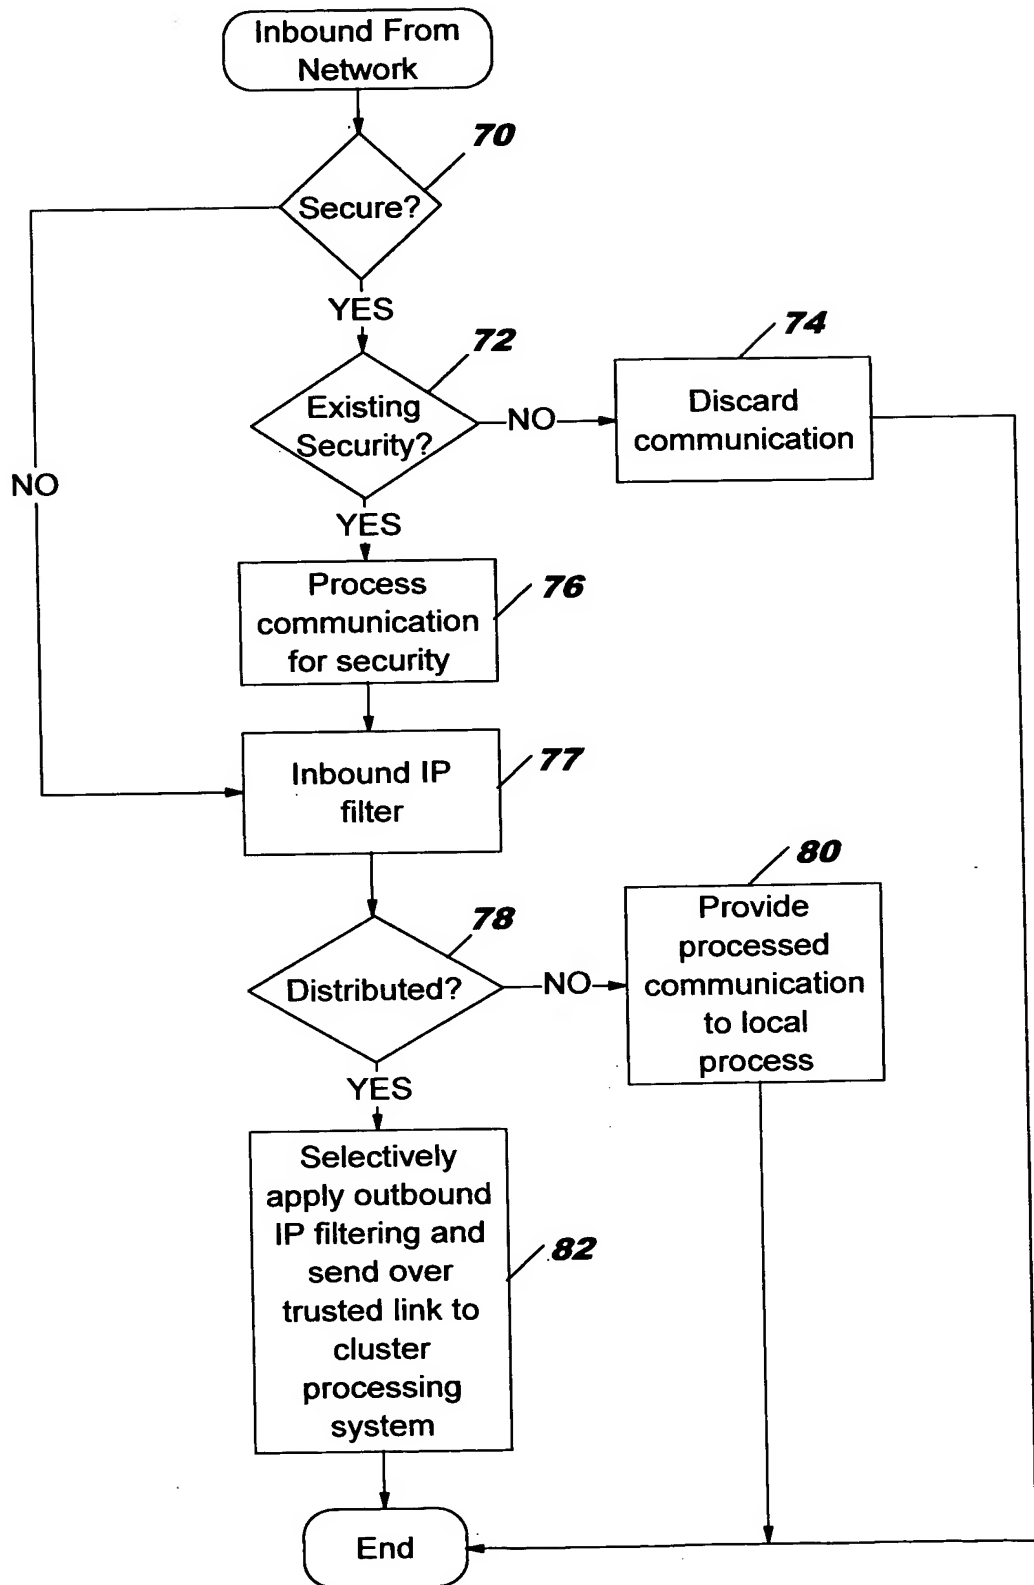 Inbound From
Network
70
Secure?
YES
72
74
Existing
Security?
NO
Discard
communication
NO
YES
Process
communication
for security
76
Inbound IP
filter
77
80
78
Distributed?
NO
Provide
processed
communication
to local
process
YES
Selectively
apply outbound
IP filtering and
send over
trusted link to
cluster
processing
system
82
End